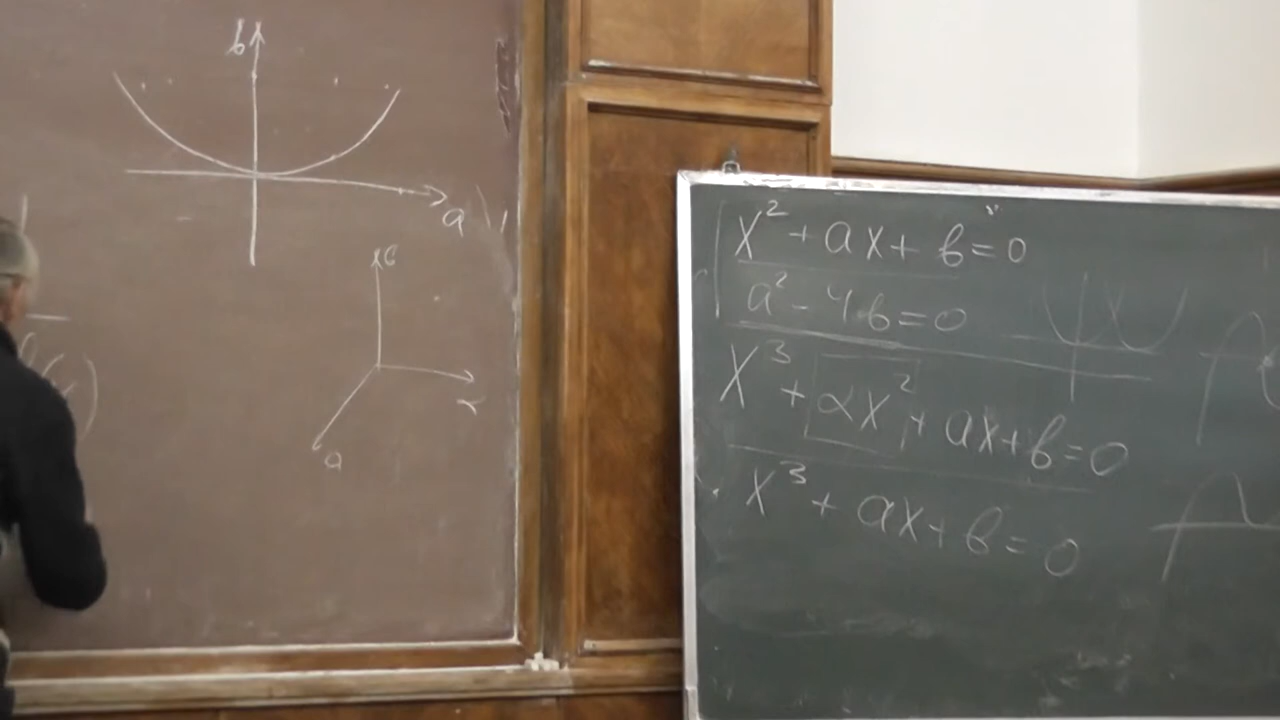 b
a
b
x
a
x² + ax + b = 0
a² - 4b = 0
x³ + αx² + ax + b = 0
x³ + ax + b = 0